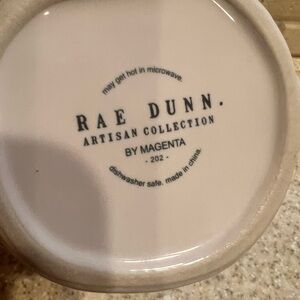 may get hot in microwave.
RAE DUNN.
ARTISAN COLLECTION
BY MAGENTA
- 202 -
dishwasher safe. made in china.